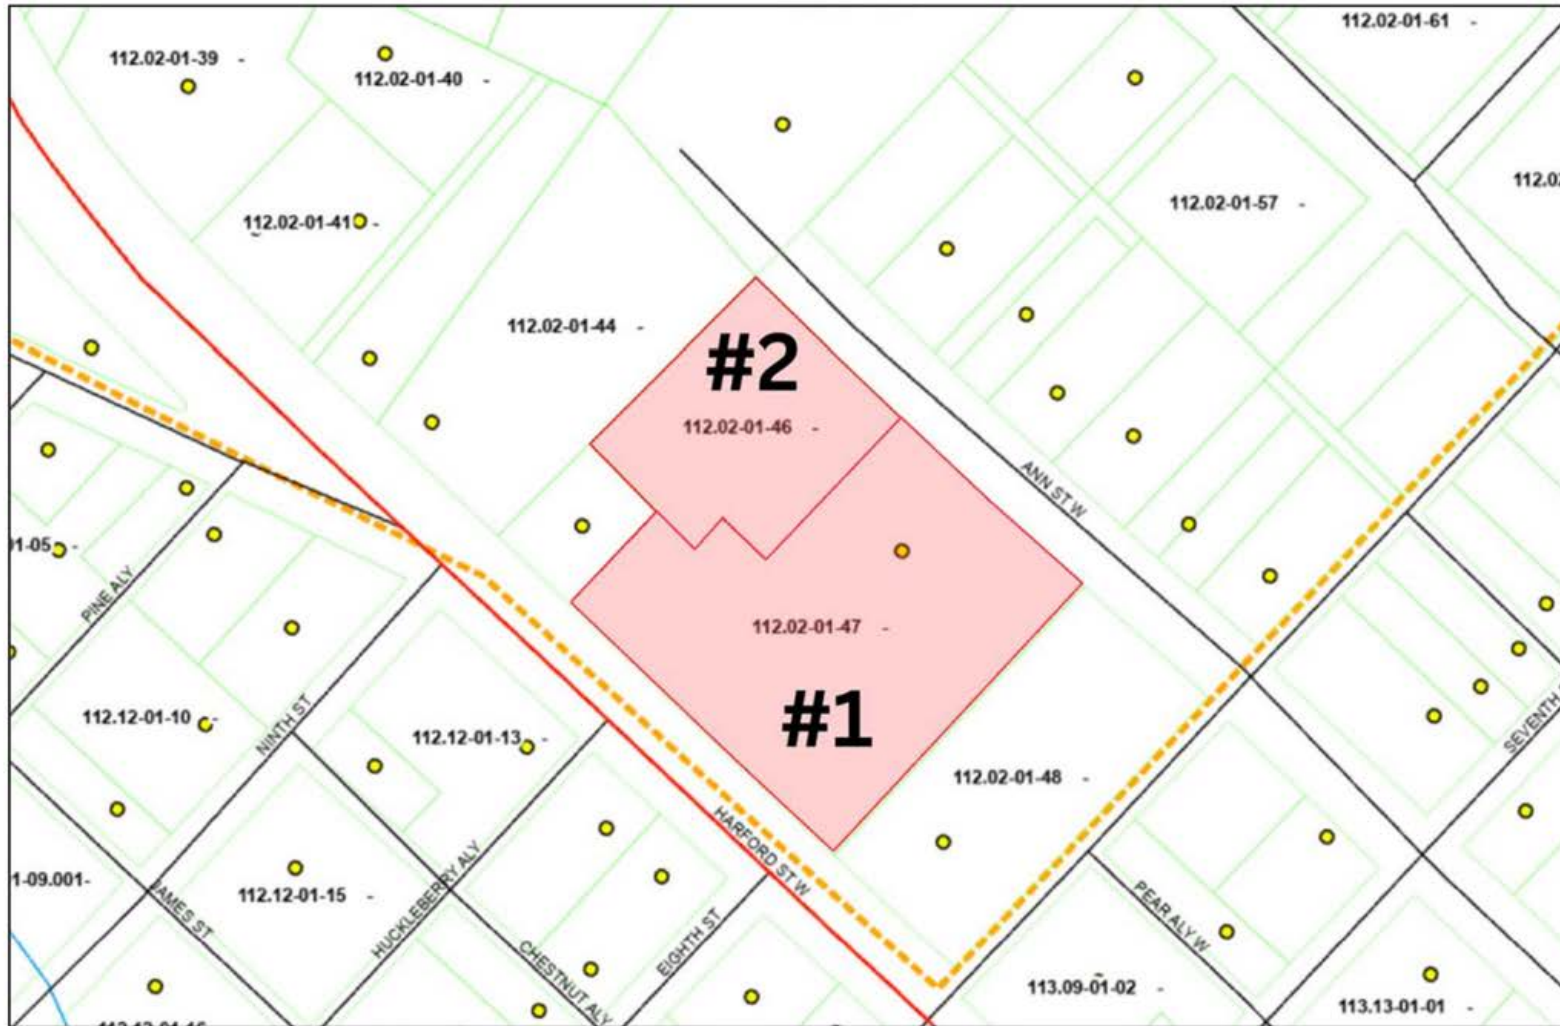 112.02-01-61 -
112.02-01-39 -
112.02-01-40 -
112.02-01-57 -
112.02-01-41 -
112.02-01-44 -
#2
112.02-01-46 -
ANN ST W
PINE ALY
112.02-01-47 -
#1
112.12-01-10 -
NINTH ST
112.12-01-13 -
SEVENTH
112.02-01-48 -
HARFORD ST W
1-09.001-
112.12-01-15 -
JAMES ST
HUCKLEBERRY ALY
CHESTNUT ALY
EIGHTH ST
PEAR ALY W
113.09-01-02 -
113.13-01-01 -